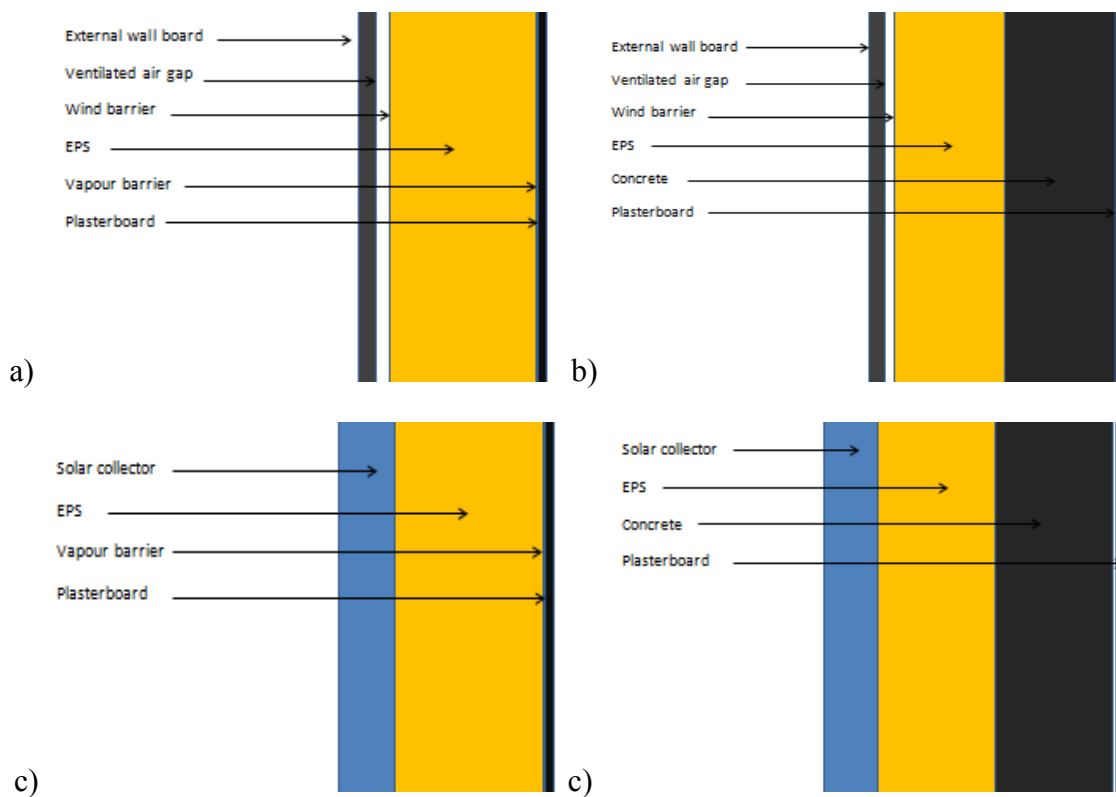 External wall board
Ventilated air gap
Wind barrier
EPS
Vapour barrier
Plasterboard
a)
External wall board
Ventilated air gap
Wind barrier
EPS
Concrete
Plasterboard
b)
Solar collector
EPS
Vapour barrier
Plasterboard
c)
Solar collector
EPS
Concrete
Plasterboard
c)